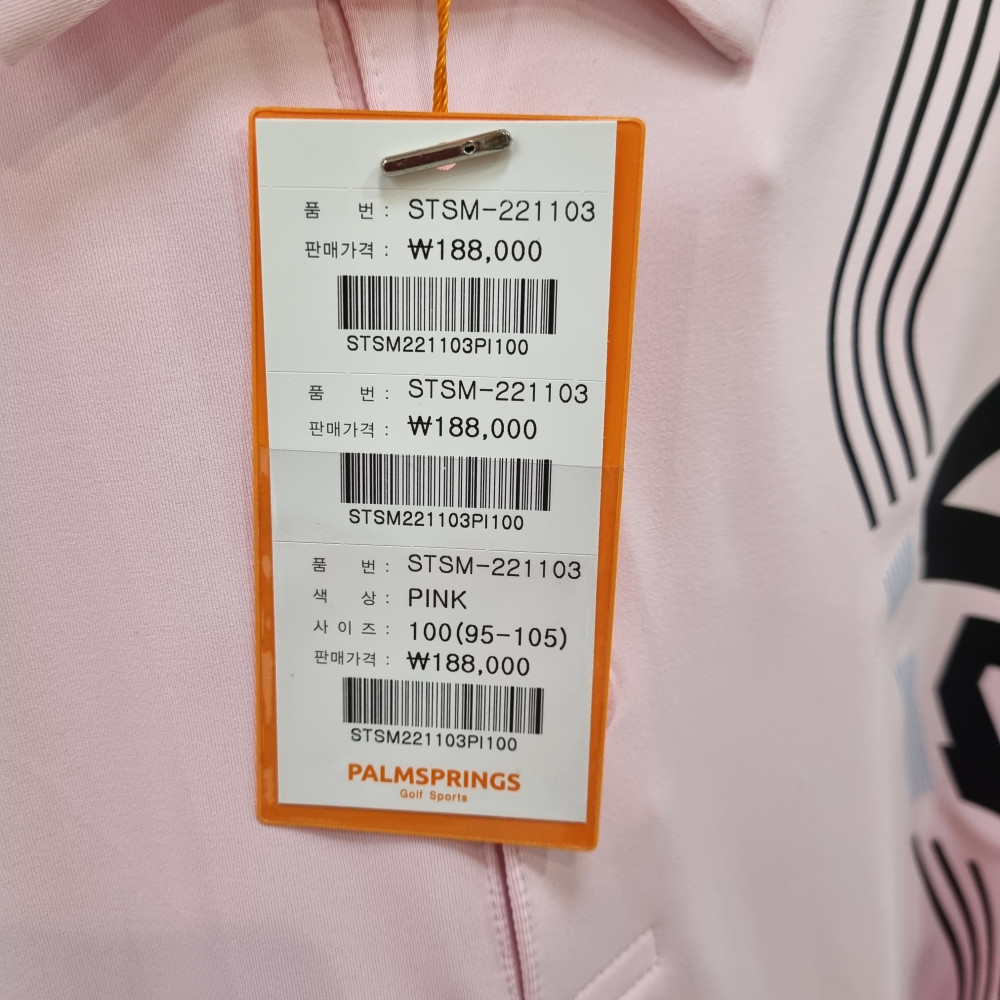 품 번 : STSM-221103
판매가격 : ₩188,000
STSM221103PI100
품 번 : STSM-221103
판매가격 : ₩188,000
STSM221103PI100
품 번 : STSM-221103
색 상 : PINK
사 이 즈 : 100(95-105)
판매가격 : ₩188,000
STSM221103PI100
PALMSPRINGS
Golf Sports